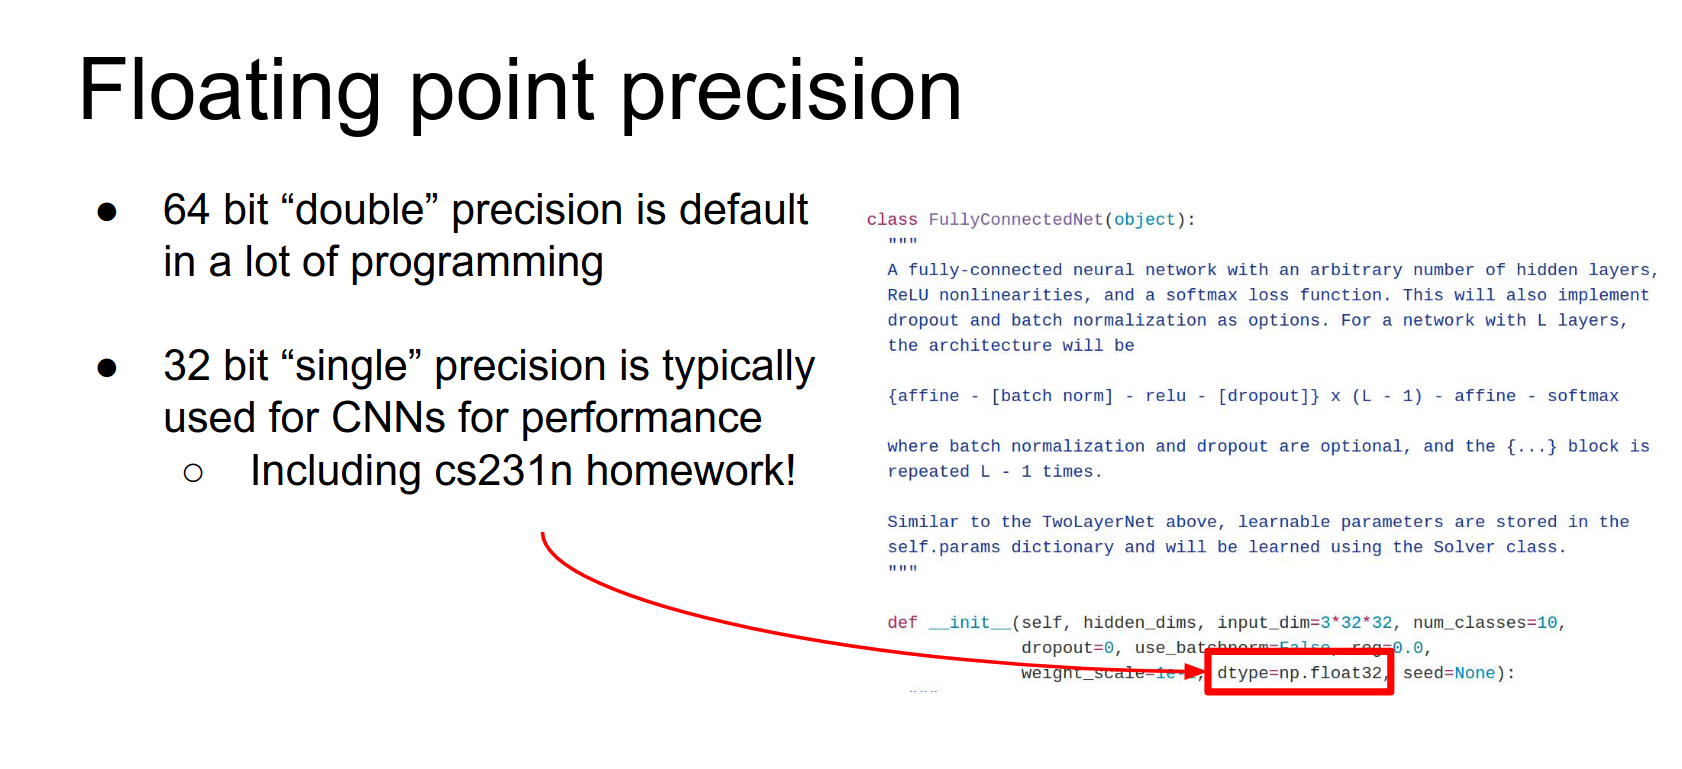 Floating point precision
● 64 bit “double” precision is default
in a lot of programming
● 32 bit “single” precision is typically
used for CNNs for performance
○ Including cs231n homework!
class FullyConnectedNet(object):
"""
A fully-connected neural network with an arbitrary number of hidden layers,
ReLU nonlinearities, and a softmax loss function. This will also implement
dropout and batch normalization as options. For a network with L layers,
the architecture will be
{affine - [batch norm] - relu - [dropout]} x (L - 1) - affine - softmax
where batch normalization and dropout are optional, and the {...} block is
repeated L - 1 times.
Similar to the TwoLayerNet above, learnable parameters are stored in the
self.params dictionary and will be learned using the Solver class.
"""
def __init__(self, hidden_dims, input_dim=3*32*32, num_classes=10,
dropout=0, use_batchnorm=False, reg=0.0,
dtype=np.float32, seed=None):